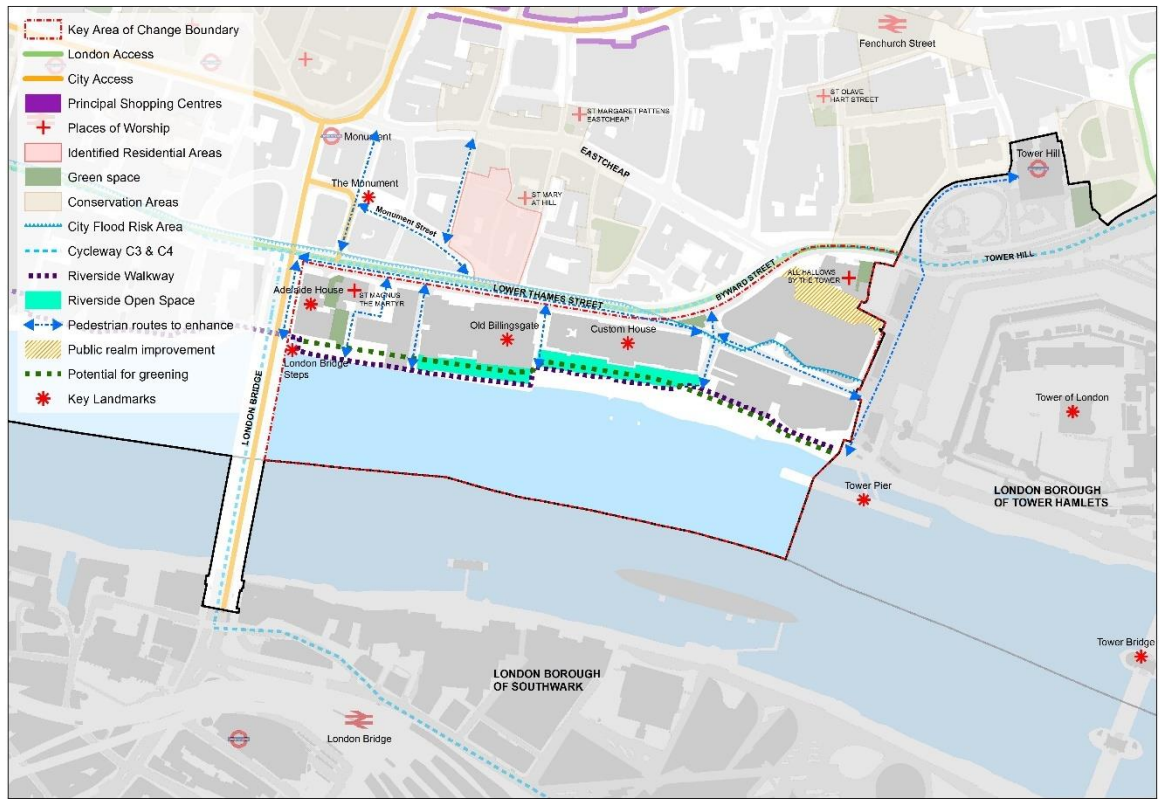 Key Area of Change Boundary
London Access
City Access
Principal Shopping Centres
Places of Worship
Identified Residential Areas
Green space
Conservation Areas
City Flood Risk Area
Cycleway C3 & C4
Riverside Walkway
Riverside Open Space
Pedestrian routes to enhance
Public realm improvement
Potential for greening
Key Landmarks
Fenchurch Street
ST OLAVE
HART STREET
ST MARGARET PATTENS
EASTCHEAP
Monument
EASTCHEAP
Tower Hill
The Monument
ST MARY
AT HILL
Monument Street
TOWER HILL
BYWARD STREET
ALL HALLOWS
BY THE TOWER
LOWER THAMES STREET
Adelaide House
ST MAGNUS
THE MARTYR
Old Billingsgate
Custom House
London Bridge
Steps
LONDON BRIDGE
Tower of London
Tower Pier
LONDON BOROUGH
OF TOWER HAMLETS
Tower Bridge
LONDON BOROUGH
OF SOUTHWARK
London Bridge